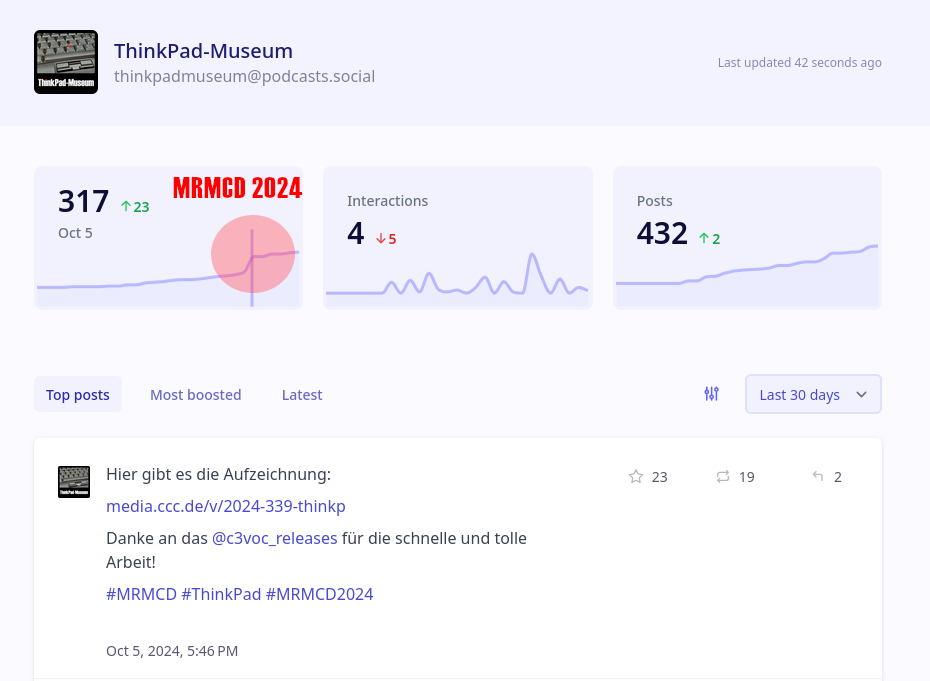 ThinkPad-Museum
thinkpadmuseum@podcasts.social
Last updated 42 seconds ago
ThinkPad-Museum
317 ↑23
Oct 5
MRMCD 2024
Interactions
4 ↓5
Posts
432 ↑2
Top posts
Most boosted
Latest
Last 30 days
Hier gibt es die Aufzeichnung:
23
19
2
media.ccc.de/v/2024-339-thinkp
Danke an das @c3voc_releases für die schnelle und tolle
Arbeit!
#MRMCD #ThinkPad #MRMCD2024
Oct 5, 2024, 5:46 PM